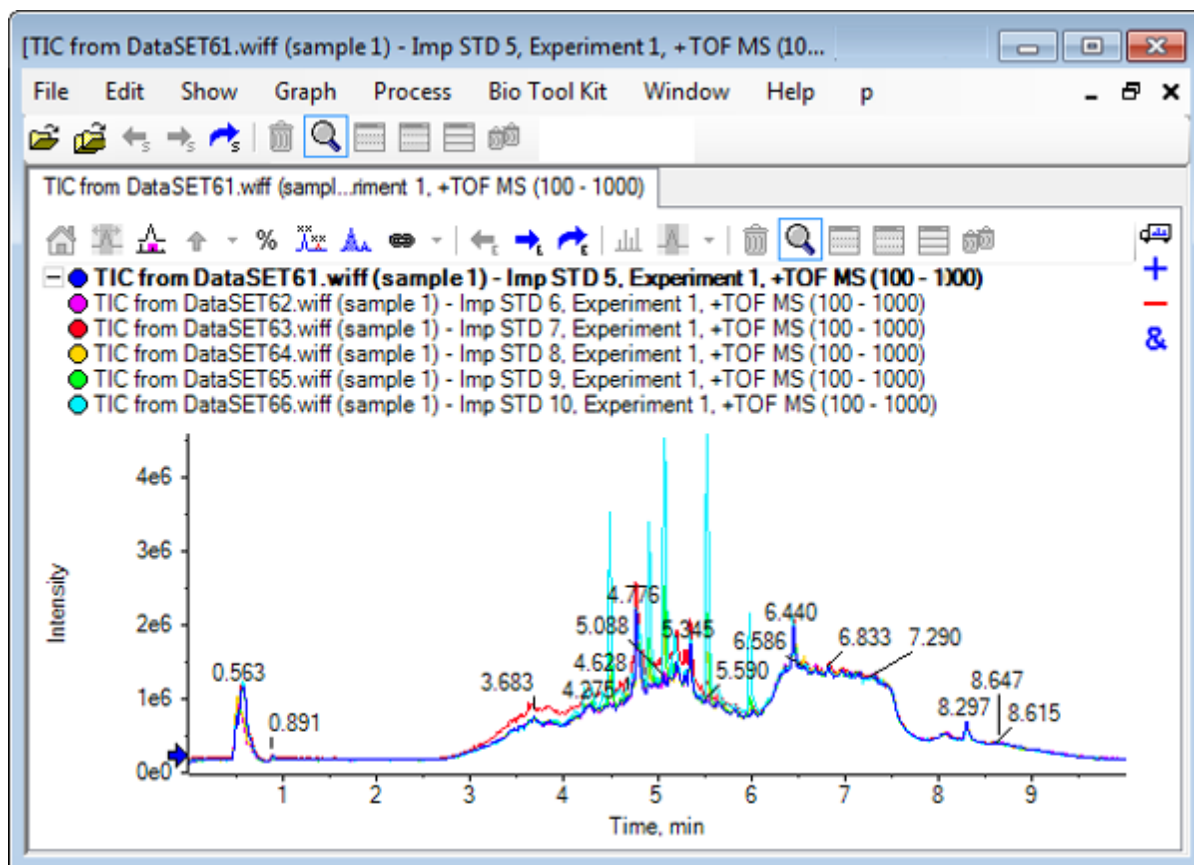 [TIC from DataSET61.wiff (sample 1) - Imp STD 5, Experiment 1, +TOF MS (10...
File Edit Show Graph Process Bio Tool Kit Window Help p
TIC from DataSET61.wiff (sampl...riment 1, +TOF MS (100 - 1000)
%
TIC from DataSET61.wiff (sample 1) - Imp STD 5, Experiment 1, +TOF MS (100 - 1000)
TIC from DataSET62.wiff (sample 1) - Imp STD 6, Experiment 1, +TOF MS (100 - 1000)
TIC from DataSET63.wiff (sample 1) - Imp STD 7, Experiment 1, +TOF MS (100 - 1000)
TIC from DataSET64.wiff (sample 1) - Imp STD 8, Experiment 1, +TOF MS (100 - 1000)
TIC from DataSET65.wiff (sample 1) - Imp STD 9, Experiment 1, +TOF MS (100 - 1000)
TIC from DataSET66.wiff (sample 1) - Imp STD 10, Experiment 1, +TOF MS (100 - 1000)
&
4e6
3e6
2e6
1e6
0e0
Intensity
0.563
0.891
3.683
4.275
4.628
5.088
4.776
5.345
5.590
6.586
6.440
6.833
7.290
8.297
8.647
8.615
1 2 3 4 5 6 7 8 9
Time, min